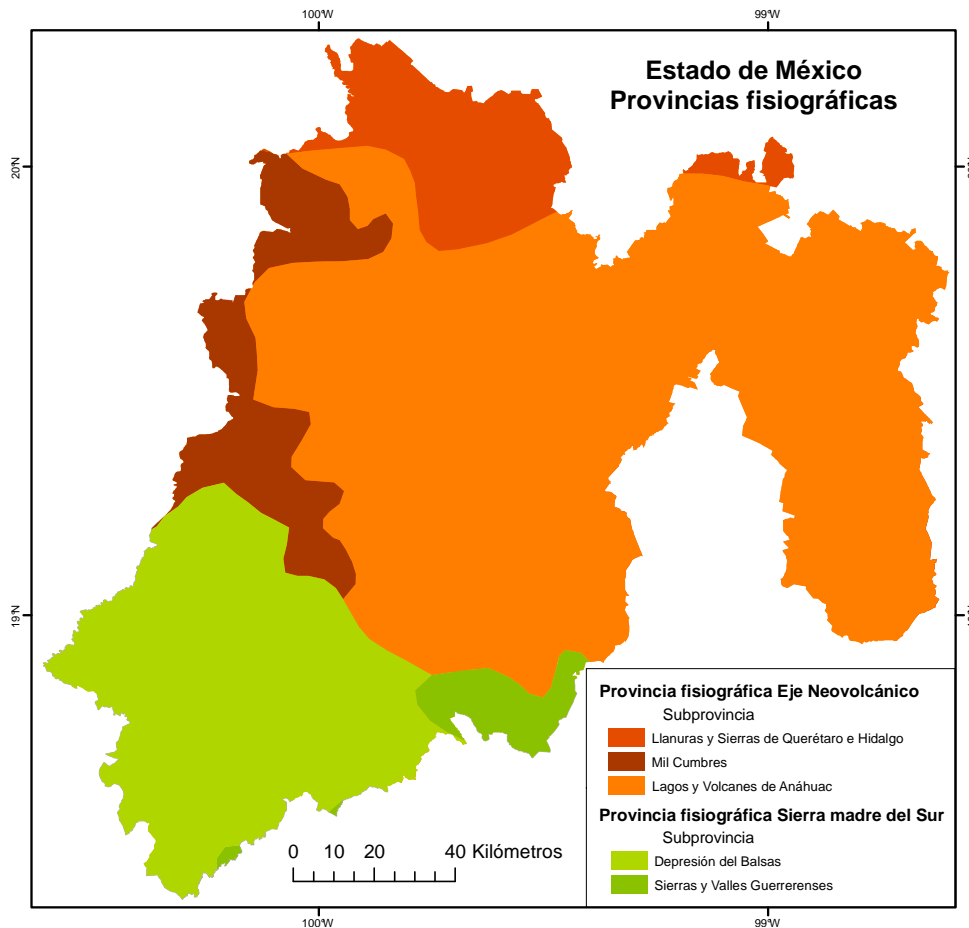 100°W
99°W
Estado de México
Provincias fisiográficas
20°N
19°N
Provincia fisiográfica Eje Neovolcánico
Subprovincia
Llanuras y Sierras de Querétaro e Hidalgo
Mil Cumbres
Lagos y Volcanes de Anáhuac
Provincia fisiográfica Sierra madre del Sur
Subprovincia
Depresión del Balsas
Sierras y Valles Guerrerenses
0 10 20 40 Kilómetros
100°W
99°W